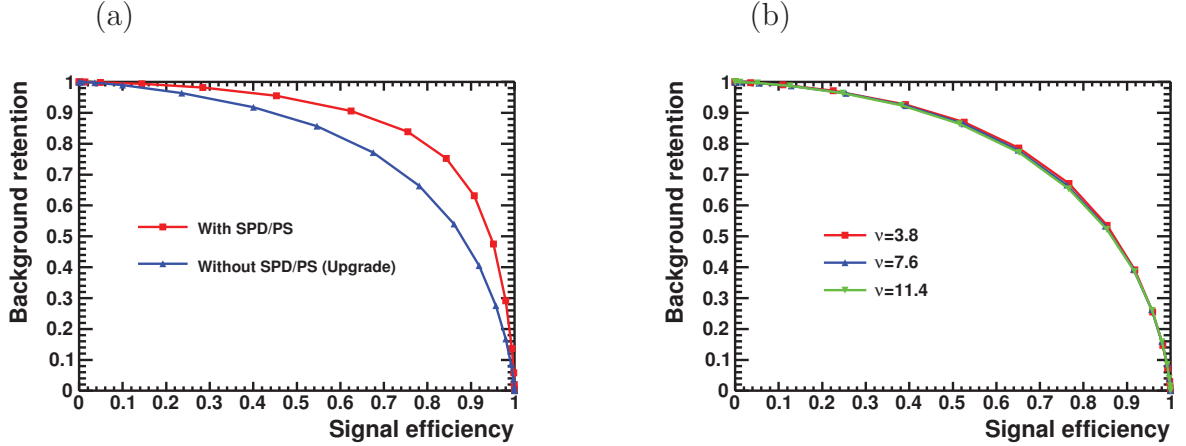 (a)
Background retention
1
0.9
0.8
0.7
0.6
0.5
0.4
0.3
0.2
0.1
0
With SPD/PS
Without SPD/PS (Upgrade)
0 0.1 0.2 0.3 0.4 0.5 0.6 0.7 0.8 0.9 1
Signal efficiency
(b)
Background retention
1
0.9
0.8
0.7
0.6
0.5
0.4
0.3
0.2
0.1
0
ν=3.8
ν=7.6
ν=11.4
0 0.1 0.2 0.3 0.4 0.5 0.6 0.7 0.8 0.9 1
Signal efficiency